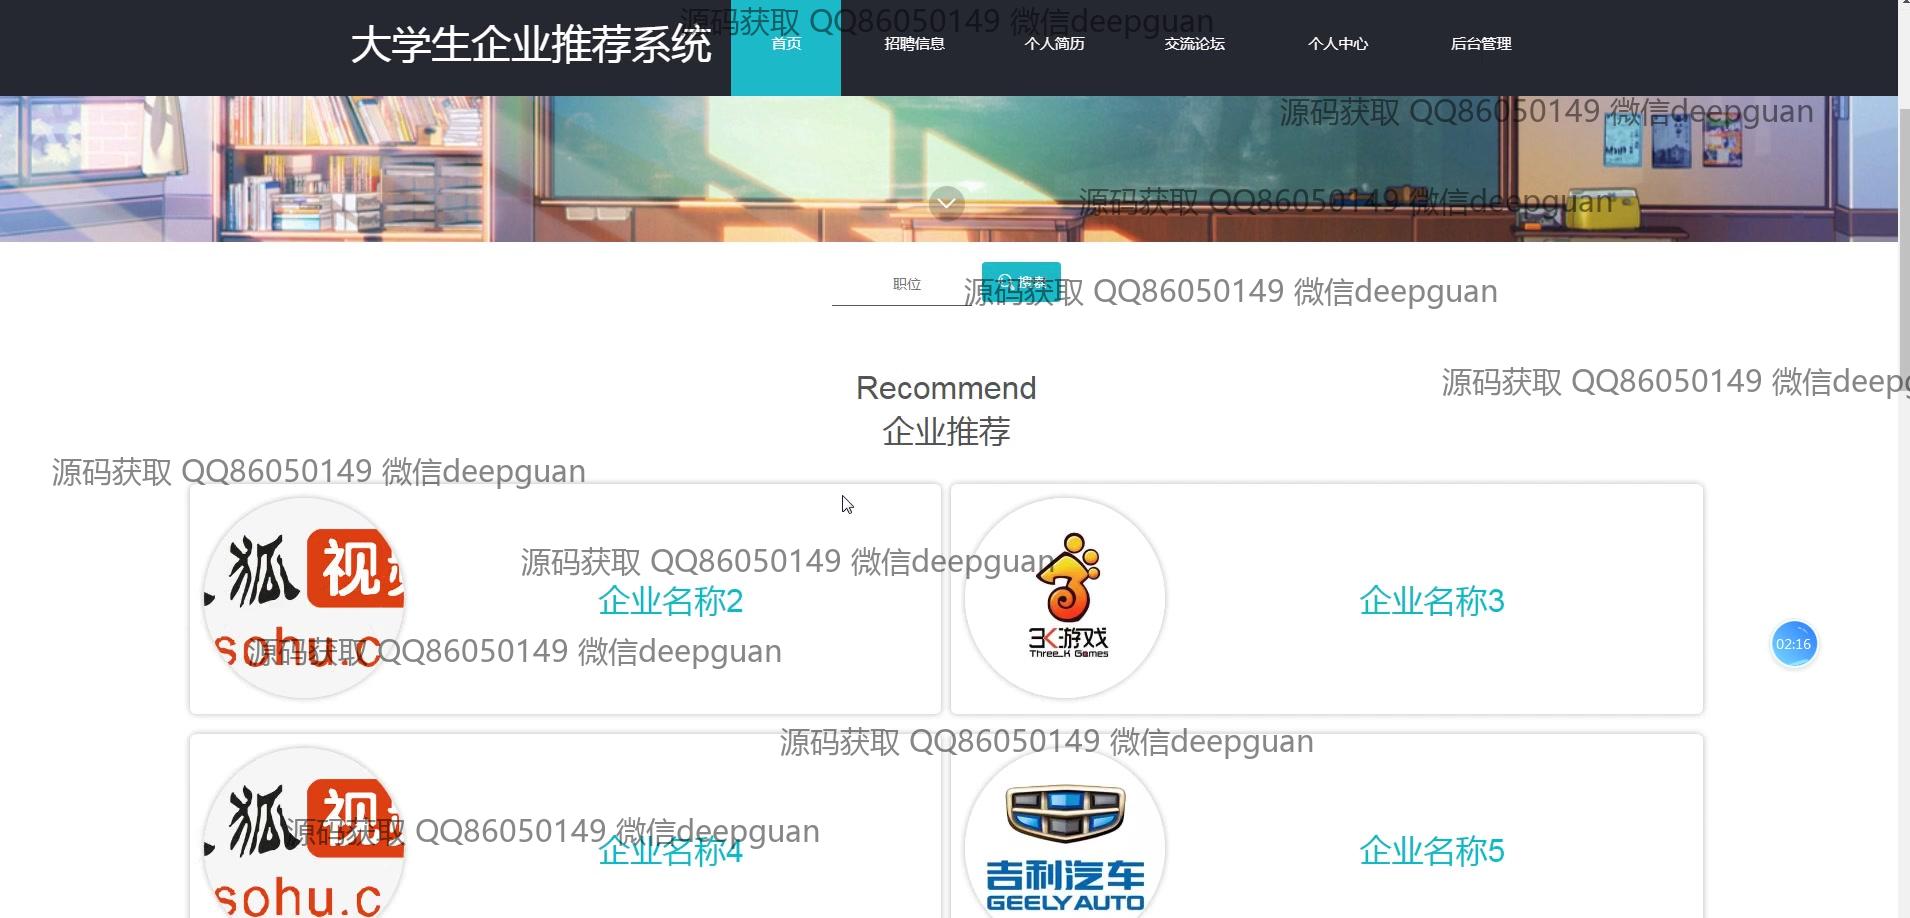 源码获取 QQ86050149 微信deepguan
大学生企业推荐系统
首页 招聘信息 个人简历 交流论坛 个人中心 后台管理
源码获取 QQ86050149 微信deepguan
源码获取 QQ86050149 微信deepguan
职位 搜索
源码获取 QQ86050149 微信deepguan
Recommend
源码获取 QQ86050149 微信deepg
企业推荐
源码获取 QQ86050149 微信deepguan
源码获取 QQ86050149 微信deepguan
狐 视频
企业名称2
3K游戏
Three_K Games
企业名称3
sohu.c
源码获取 QQ86050149 微信deepguan
02:16
源码获取 QQ86050149 微信deepguan
狐 视频
源码获取 QQ86050149 微信deepguan
企业名称4
企业名称5
吉利汽车
sohu.c
GEELY AUTO